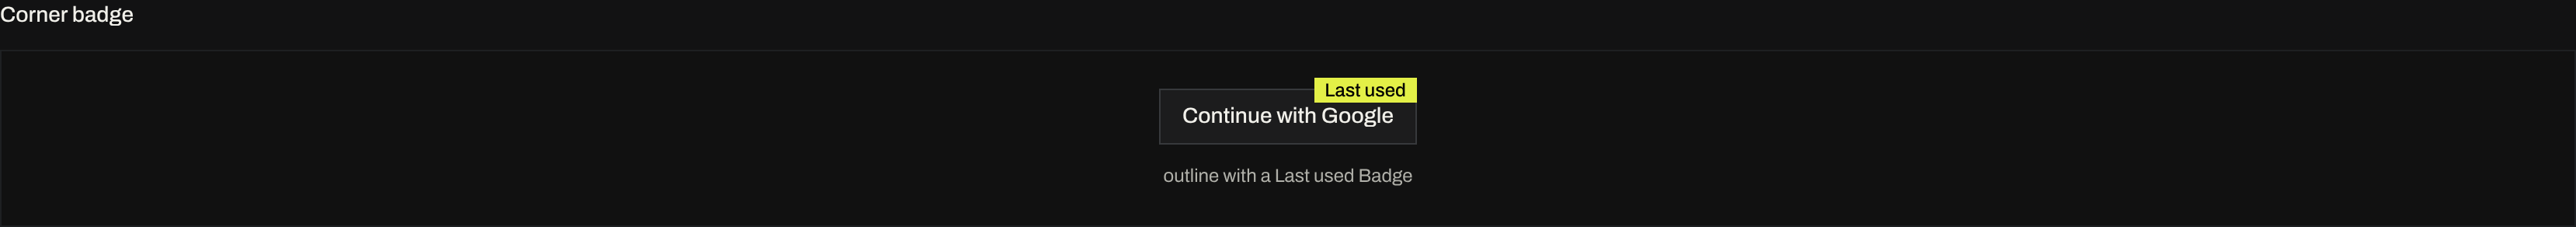 Corner badge
Last used
Continue with Google
outline with a Last used Badge